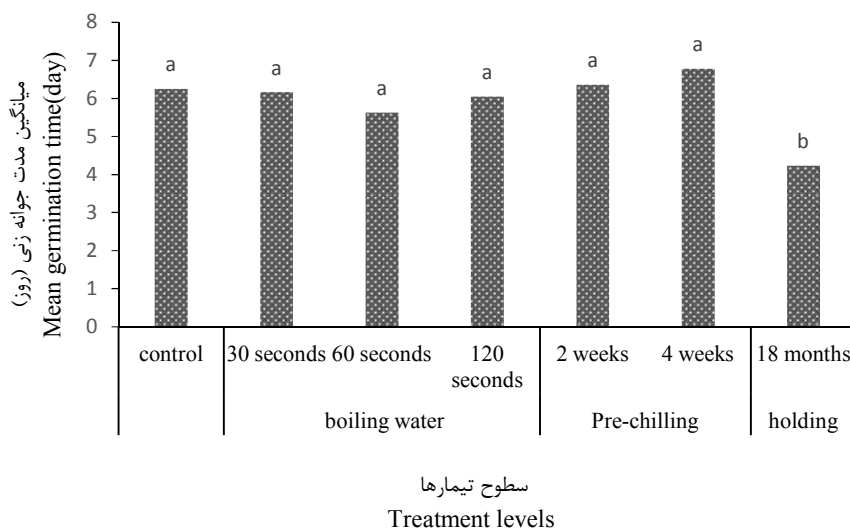 میانگین مدت جوانه زنی (روز)
Mean germination time(day)
8
7
6
5
4
3
2
1
0
a
a
a
a
a
a
b
control
30 seconds
60 seconds
120
seconds
2 weeks
4 weeks
18 months
boiling water
Pre-chilling
holding
سطوح تیمارها
Treatment levels